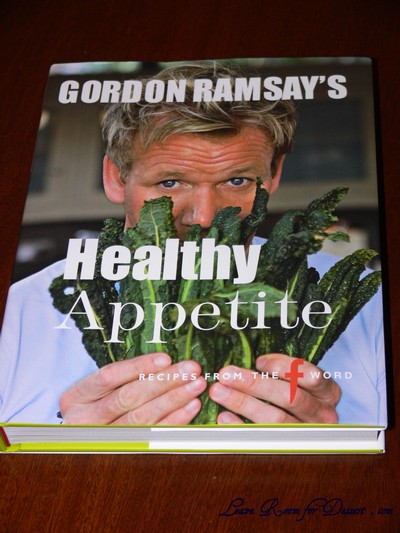 GORDON RAMSAY'S
Healthy
Appetite
RECIPES FROM THE f WORD
Leave Room for Dessert . com